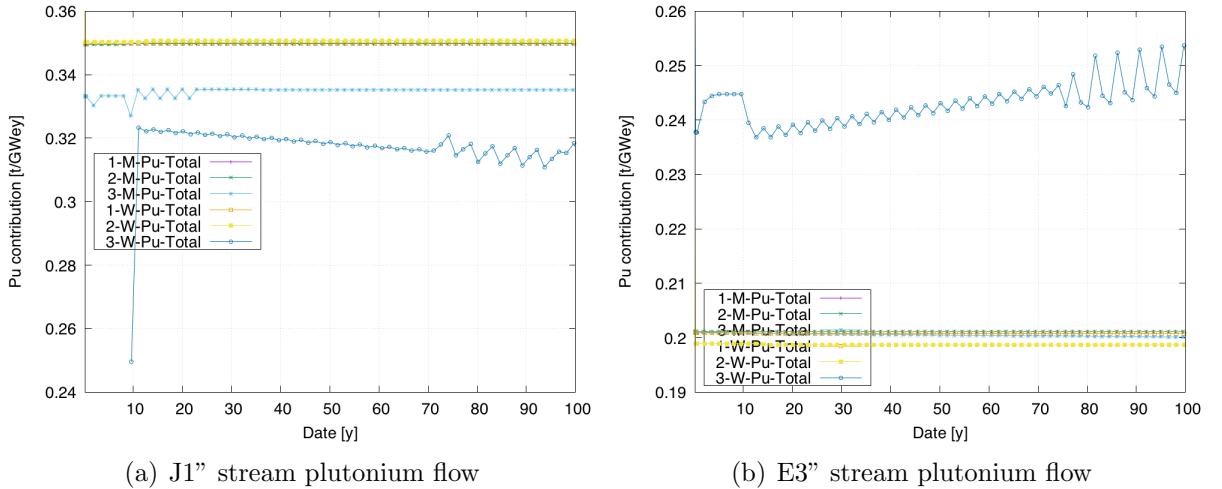 0.36
0.34
0.32
0.3
0.28
0.26
0.24
Pu contribution [t/GWey]
1-M-Pu-Total
2-M-Pu-Total
3-M-Pu-Total
1-W-Pu-Total
2-W-Pu-Total
3-W-Pu-Total
10 20 30 40 50 60 70 80 90 100
Date [y]
(a) J1” stream plutonium flow
0.26
0.25
0.24
0.23
0.22
0.21
0.2
0.19
Pu contribution [t/GWey]
1-M-Pu-Total
2-M-Pu-Total
3-M-Pu-Total
1-W-Pu-Total
2-W-Pu-Total
3-W-Pu-Total
10 20 30 40 50 60 70 80 90 100
Date [y]
(b) E3” stream plutonium flow